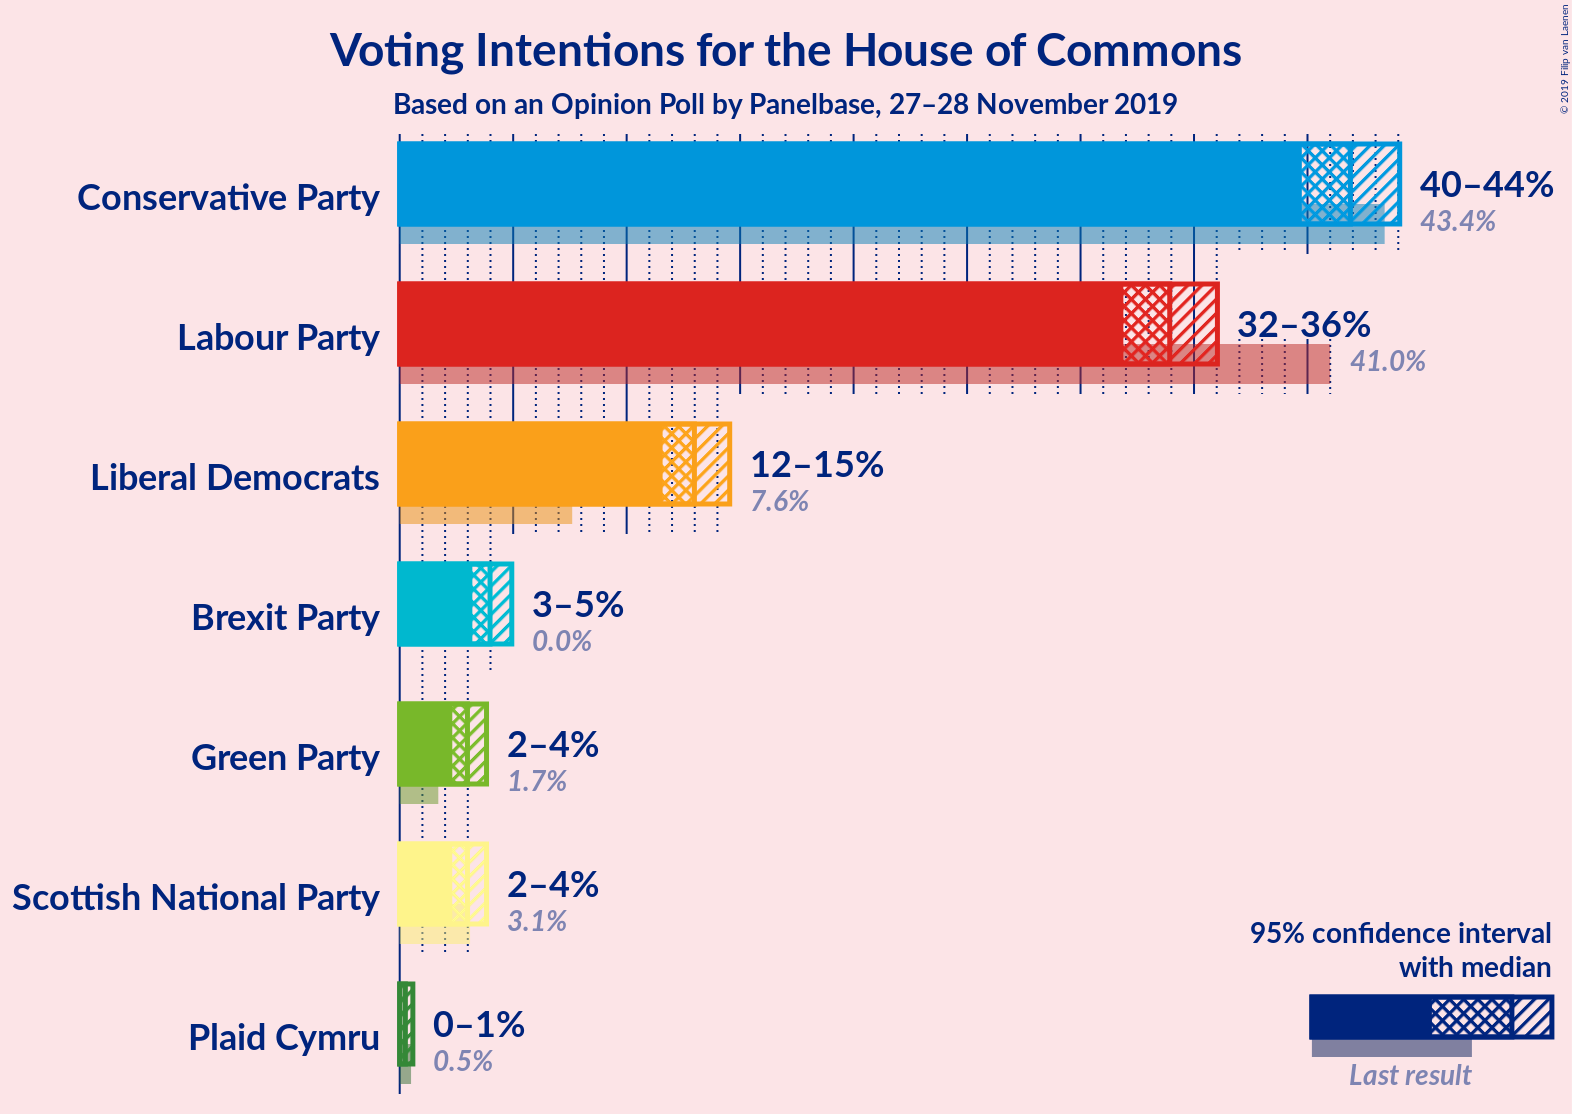 Voting Intentions for the House of Commons
Based on an Opinion Poll by Panelbase, 27–28 November 2019
© 2019 Filip van Laenen
Conservative Party
40–44%
43.4%
Labour Party
32–36%
41.0%
Liberal Democrats
12–15%
7.6%
Brexit Party
3–5%
0.0%
Green Party
2–4%
1.7%
Scottish National Party
2–4%
3.1%
Plaid Cymru
0–1%
0.5%
95% confidence interval
with median
Last result